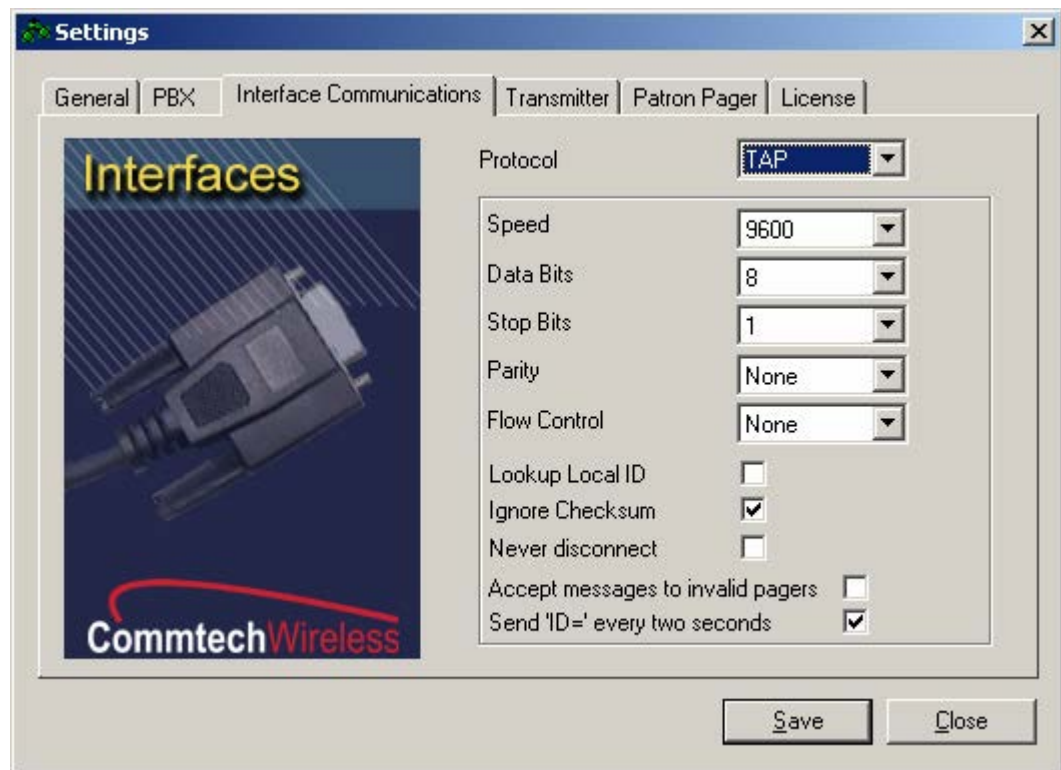 Settings
General PBX Interface Communications Transmitter Patron Pager License
Interfaces
CommtechWireless
Protocol TAP
Speed 9600
Data Bits 8
Stop Bits 1
Parity None
Flow Control None
Lookup Local ID
Ignore Checksum
Never disconnect
Accept messages to invalid pagers
Send 'ID=' every two seconds
Save Close